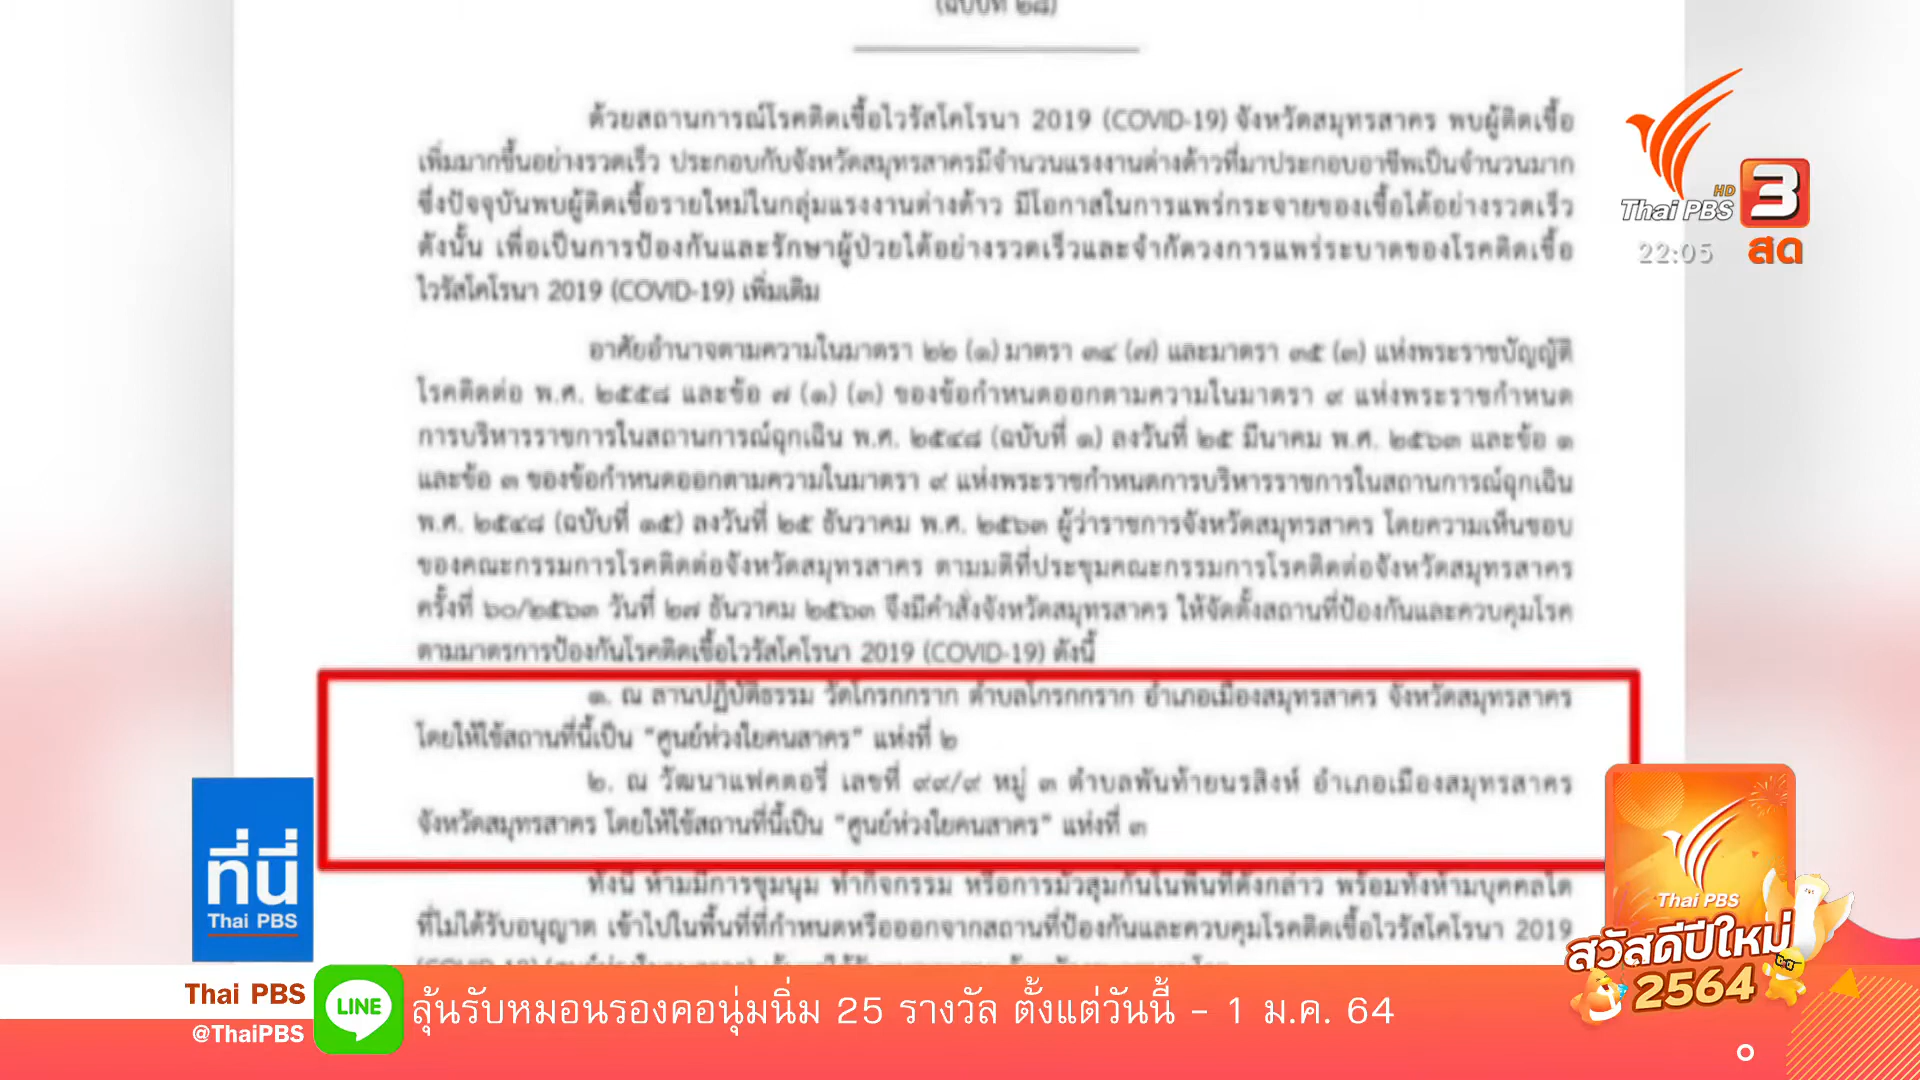 (ฉบับที่ ๒๘)
ด้วยสถานการณ์โรคติดเชื้อไวรัสโคโรนา 2019 (COVID-19) จังหวัดสมุทรสาคร พบผู้ติดเชื้อ
เพิ่มมากขึ้นอย่างรวดเร็ว ประกอบกับจังหวัดสมุทรสาครมีจำนวนแรงงานต่างด้าวที่มาประกอบอาชีพเป็นจำนวนมาก
ซึ่งปัจจุบันพบผู้ติดเชื้อรายใหม่ในกลุ่มแรงงานต่างด้าว มีโอกาสในการแพร่กระจายของเชื้อได้อย่างรวดเร็ว
ดังนั้น เพื่อเป็นการป้องกันและรักษาผู้ป่วยได้อย่างรวดเร็วและจำกัดวงการแพร่ระบาดของโรคติดเชื้อ
ไวรัสโคโรนา 2019 (COVID-19) เพิ่มเติม
อาศัยอำนาจตามความในมาตรา ๒๒ (๑) มาตรา ๓๔ (๗) และมาตรา ๓๕ (๓) แห่งพระราชบัญญัติ
โรคติดต่อ พ.ศ. ๒๕๕๘ และข้อ ๗ (๑) (๓) ของข้อกำหนดออกตามความในมาตรา ๙ แห่งพระราชกำหนด
การบริหารราชการในสถานการณ์ฉุกเฉิน พ.ศ. ๒๕๔๘ (ฉบับที่ ๑) ลงวันที่ ๒๕ มีนาคม พ.ศ. ๒๕๖๓ และข้อ ๑
และข้อ ๓ ของข้อกำหนดออกตามความในมาตรา ๙ แห่งพระราชกำหนดการบริหารราชการในสถานการณ์ฉุกเฉิน
พ.ศ. ๒๕๔๘ (ฉบับที่ ๑๕) ลงวันที่ ๒๕ ธันวาคม พ.ศ. ๒๕๖๓ ผู้ว่าราชการจังหวัดสมุทรสาคร โดยความเห็นชอบ
ของคณะกรรมการโรคติดต่อจังหวัดสมุทรสาคร ตามมติที่ประชุมคณะกรรมการโรคติดต่อจังหวัดสมุทรสาคร
ครั้งที่ ๖๐/๒๕๖๓ วันที่ ๒๗ ธันวาคม ๒๕๖๓ จึงมีคำสั่งจังหวัดสมุทรสาคร ให้จัดตั้งสถานที่ป้องกันและควบคุมโรค
ตามมาตรการป้องกันโรคติดเชื้อไวรัสโคโรนา 2019 (COVID-19) ดังนี้
๑. ณ ลานปฏิบัติธรรม วัดโกรกกราก ตำบลโกรกกราก อำเภอเมืองสมุทรสาคร จังหวัดสมุทรสาคร
โดยให้ใช้สถานที่นี้เป็น "ศูนย์ห่วงใยคนสาคร" แห่งที่ ๒
๒. ณ วัฒนาแฟคตอรี่ เลขที่ ๙๙/๙ หมู่ ๓ ตำบลพันท้ายนรสิงห์ อำเภอเมืองสมุทรสาคร
จังหวัดสมุทรสาคร โดยให้ใช้สถานที่นี้เป็น "ศูนย์ห่วงใยคนสาคร" แห่งที่ ๓
ทั้งนี้ ห้ามมีการชุมนุม ทำกิจกรรม หรือการมั่วสุมกันในพื้นที่ดังกล่าว พร้อมทั้งห้ามบุคคลใด
ที่ไม่ได้รับอนุญาต เข้าไปในพื้นที่ที่กำหนดหรือออกจากสถานที่ป้องกันและควบคุมโรคติดเชื้อไวรัสโคโรนา 2019
HD
Thai PBS 3
22:05 สด
ที่นี่
Thai PBS
Thai PBS
สวัสดีปีใหม่
2564
Thai PBS
@ThaiPBS
LINE
ลุ้นรับหมอนรองคอนุ่มนิ่ม 25 รางวัล ตั้งแต่วันนี้ - 1 ม.ค. 64